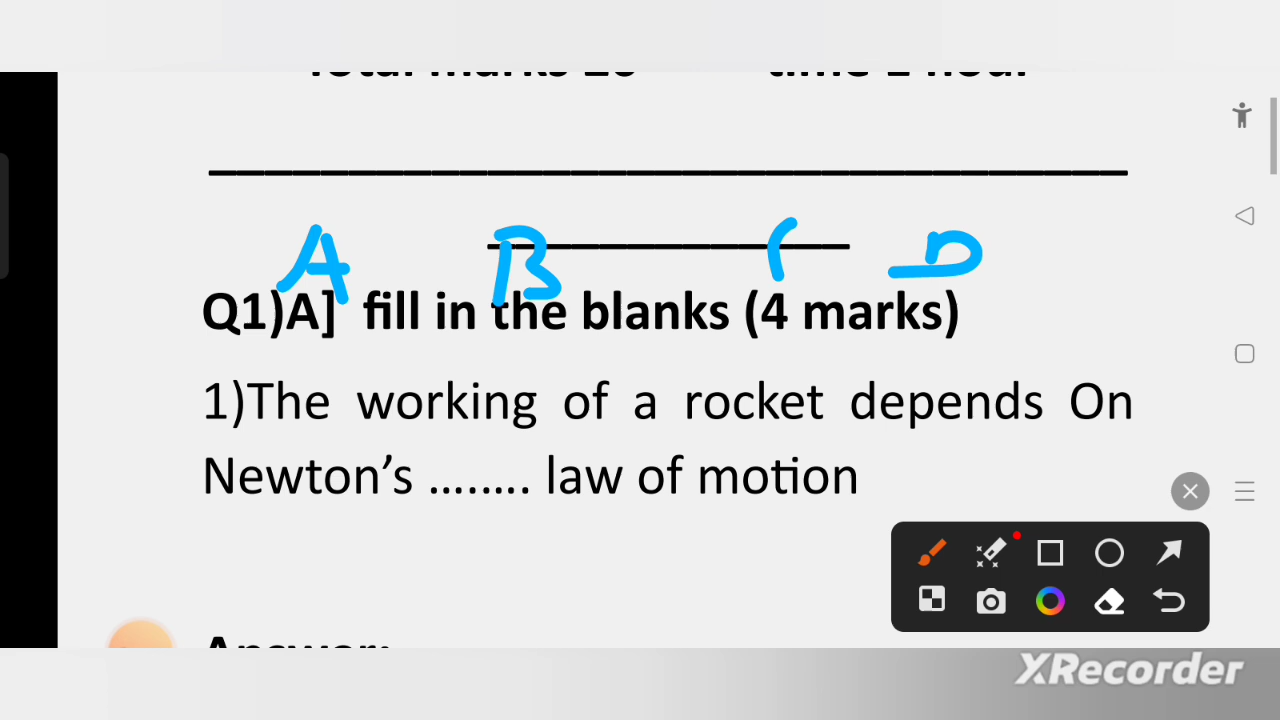 A B C D
Q1)A] fill in the blanks (4 marks)
1)The working of a rocket depends On
Newton's ........ law of motion
Answer:
XRecorder